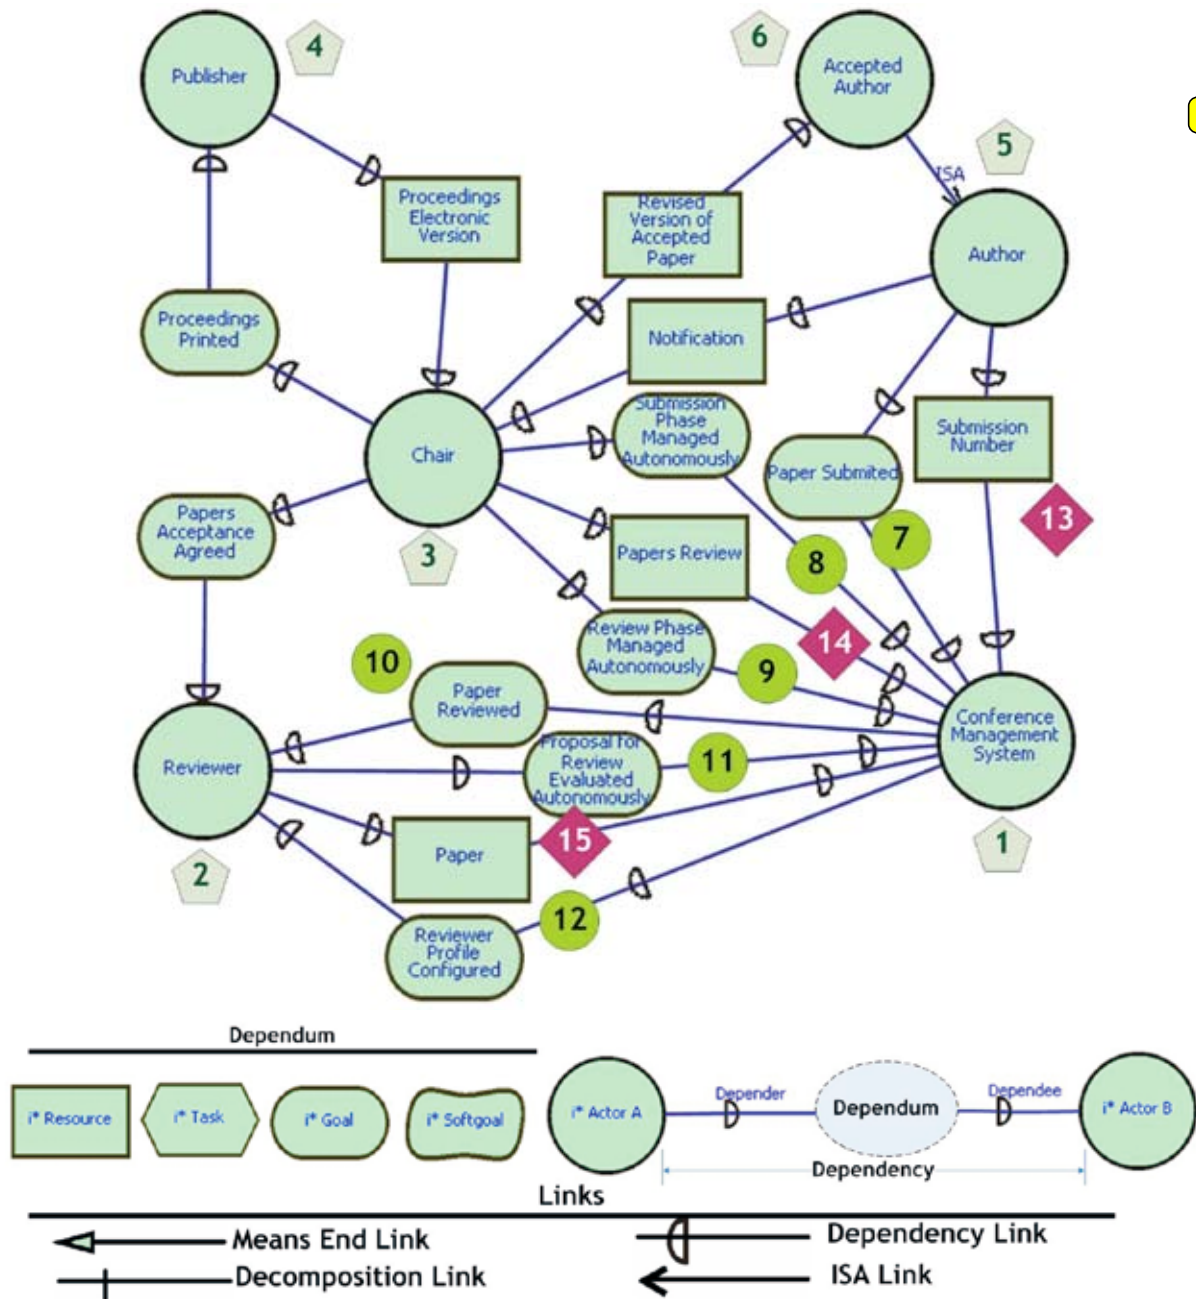 Publisher
4
6
Accepted
Author
5
ISA
Author
Proceedings
Electronic
Version
Revised
Version of
Accepted
Paper
Proceedings
Printed
Notification
Submission
Phase
Managed
Autonomously
Chair
3
Paper Submited
Submission
Number
13
Papers
Acceptance
Agreed
Papers Review
8
7
Review Phase
Managed
Autonomously
14
9
10
Paper
Reviewed
Conference
Management
System
1
Reviewer
2
Proposal for
Review
Evaluated
Autonomously
11
Paper
15
Reviewer
Profile
Configured
12
Dependum
i* Resource
i* Task
i* Goal
i* Softgoal
i* Actor A
Depender
Dependum
Dependee
i* Actor B
Dependency
Links
Means End Link
Dependency Link
Decomposition Link
ISA Link